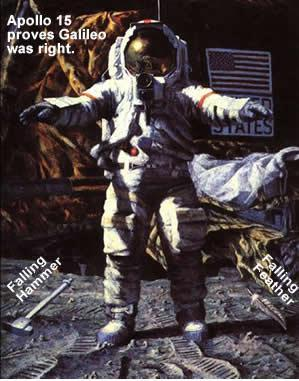 Apollo 15
proves Galileo
was right.
STATES
Falling
Hammer
Falling
Feather